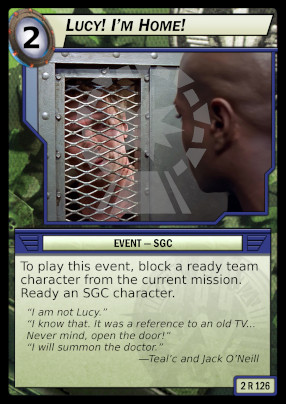 2
Lucy! I'm Home!
EVENT – SGC
To play this event, block a ready team
character from the current mission.
Ready an SGC character.
"I am not Lucy."
"I know that. it was a reference to an old TV...
Never mind, open the door!"
"I will summon the doctor."
—Teal'c and Jack O'Neill
2 R 126